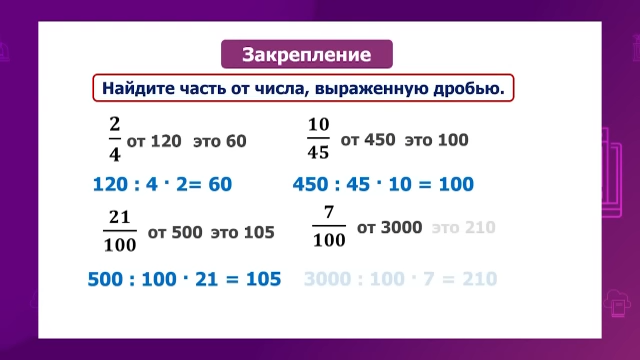 Закрепление
Найдите часть от числа, выраженную дробью.
2/4 от 120 это 60
10/45 от 450 это 100
120 : 4 · 2= 60
450 : 45 · 10 = 100
21/100 от 500 это 105
7/100 от 3000 это 210
500 : 100 · 21 = 105
3000 : 100 · 7 = 210